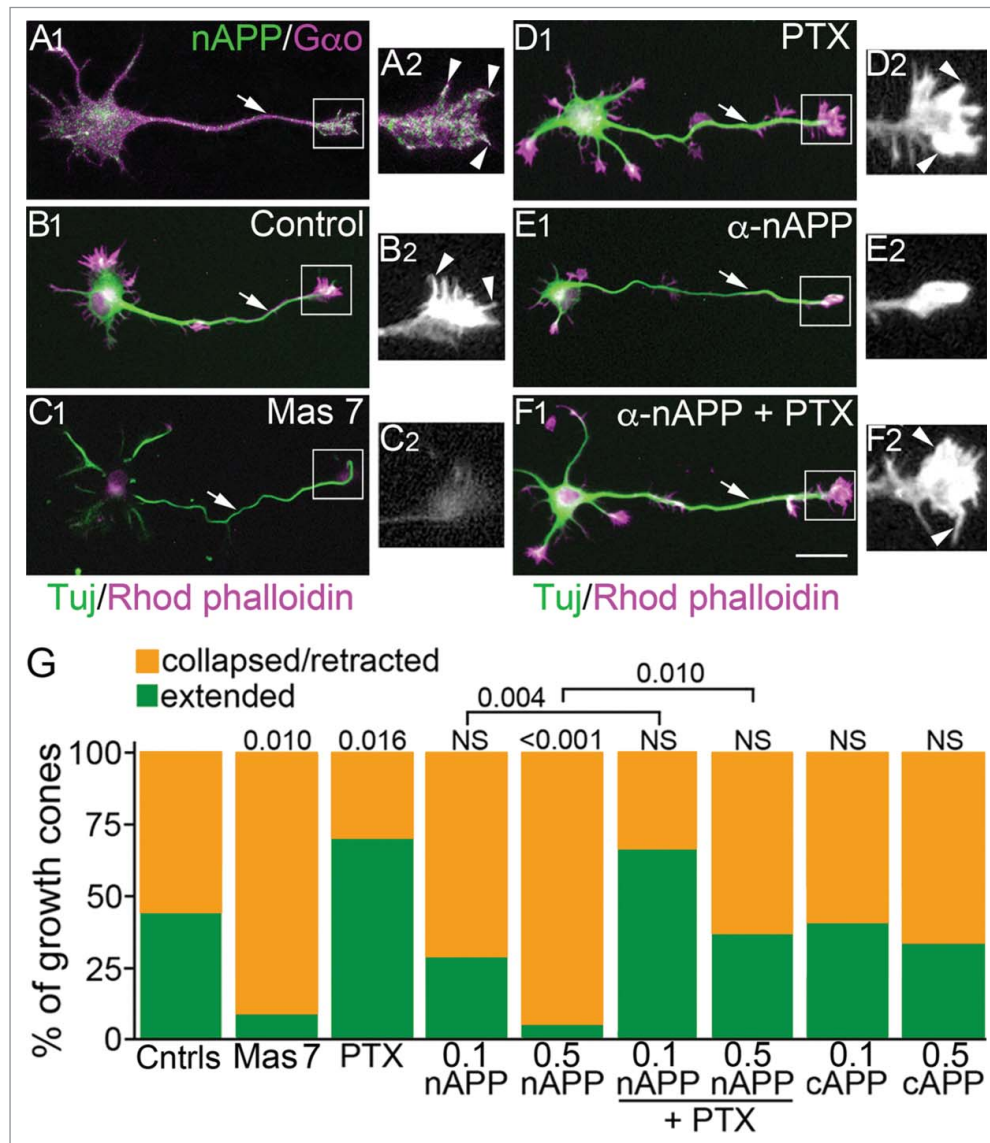 A1 nAPP/Gαo
A2
D1 PTX
D2
B1 Control
B2
E1 α-nAPP
E2
C1 Mas 7
C2
F1 α-nAPP + PTX
F2
Tuj/Rhod phalloidin
Tuj/Rhod phalloidin
G
collapsed/retracted
extended
0.004
0.010
0.010 0.016 NS <0.001 NS NS NS NS
% of growth cones
100
75
50
25
0
Cntrls Mas 7 PTX 0.1 0.5 0.1 0.5 0.1 0.5
nAPP nAPP nAPP nAPP cAPP cAPP
+ PTX